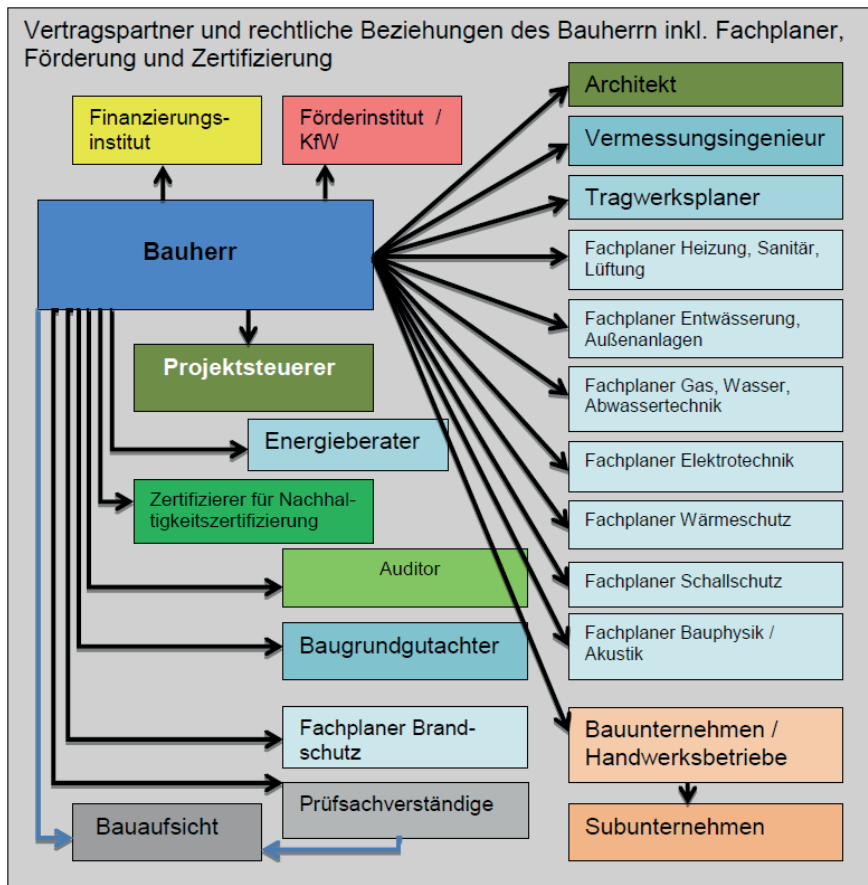 Vertragspartner und rechtliche Beziehungen des Bauherrn inkl. Fachplaner,
Förderung und Zertifizierung
Finanzierungs-
institut
Förderinstitut /
KfW
Bauherr
Projektsteuerer
Energieberater
Zertifizierer für Nachhal-
tigkeitszertifizierung
Auditor
Baugrundgutachter
Fachplaner Brand-
schutz
Prüfsachverständige
Bauaufsicht
Architekt
Vermessungsingenieur
Tragwerksplaner
Fachplaner Heizung, Sanitär,
Lüftung
Fachplaner Entwässerung,
Außenanlagen
Fachplaner Gas, Wasser,
Abwassertechnik
Fachplaner Elektrotechnik
Fachplaner Wärmeschutz
Fachplaner Schallschutz
Fachplaner Bauphysik /
Akustik
Bauunternehmen /
Handwerksbetriebe
Subunternehmen